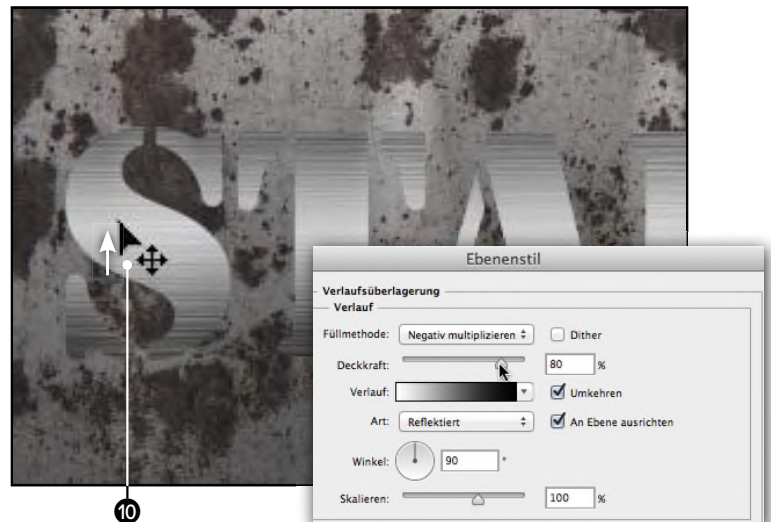 STAI
Ebenenstil
Verlaufsüberlagerung
Verlauf
Füllmethode: Negativ multiplizieren Dither
Deckkraft: 80 %
Verlauf: Umkehren
Art: Reflektiert An Ebene ausrichten
Winkel: 90 °
Skalieren: 100 %
10